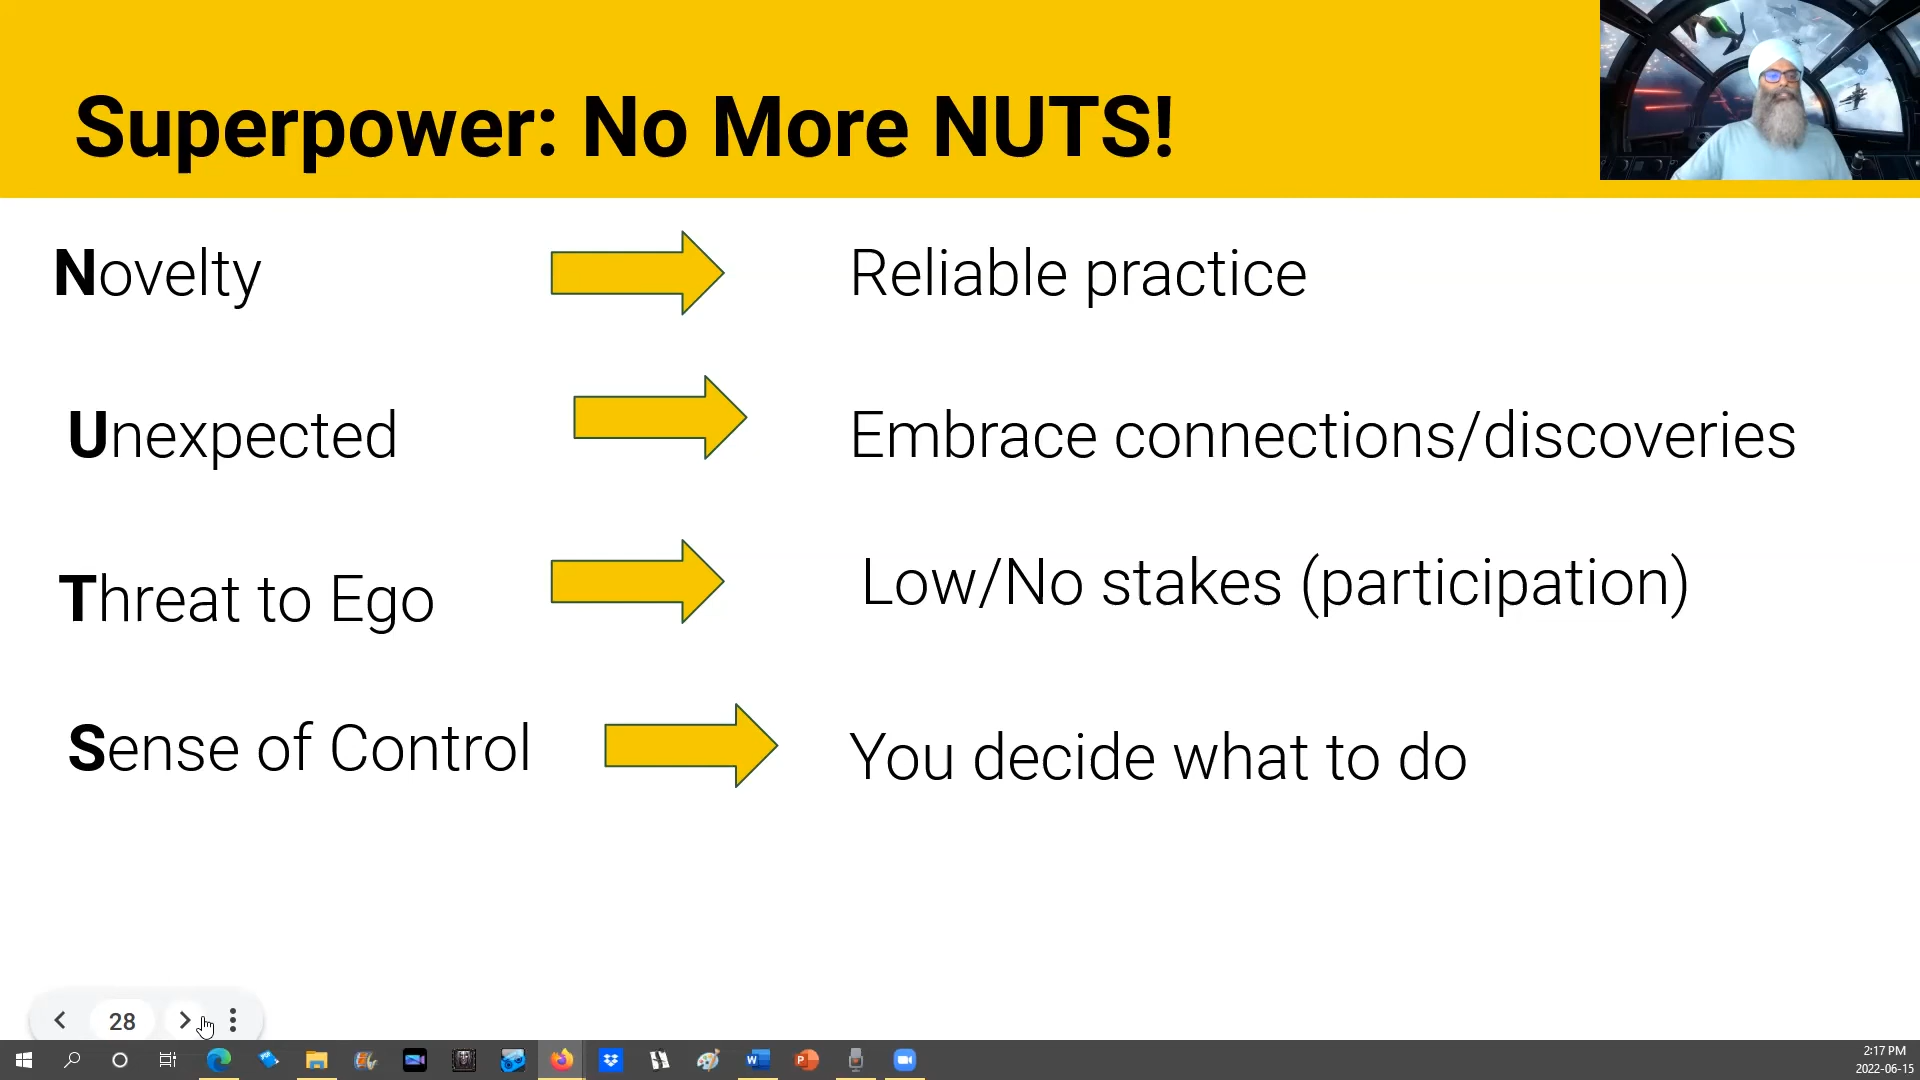 Superpower: No More NUTS!
Novelty
Reliable practice
Unexpected
Embrace connections/discoveries
Threat to Ego
Low/No stakes (participation)
Sense of Control
You decide what to do
28
2:17 PM
2022-06-15